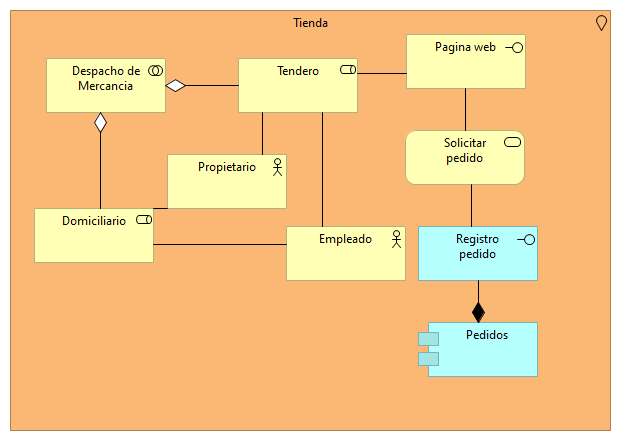 Tienda
Despacho de
Mercancia
Tendero
Pagina web
Solicitar
pedido
Propietario
Domiciliario
Empleado
Registro
pedido
Pedidos